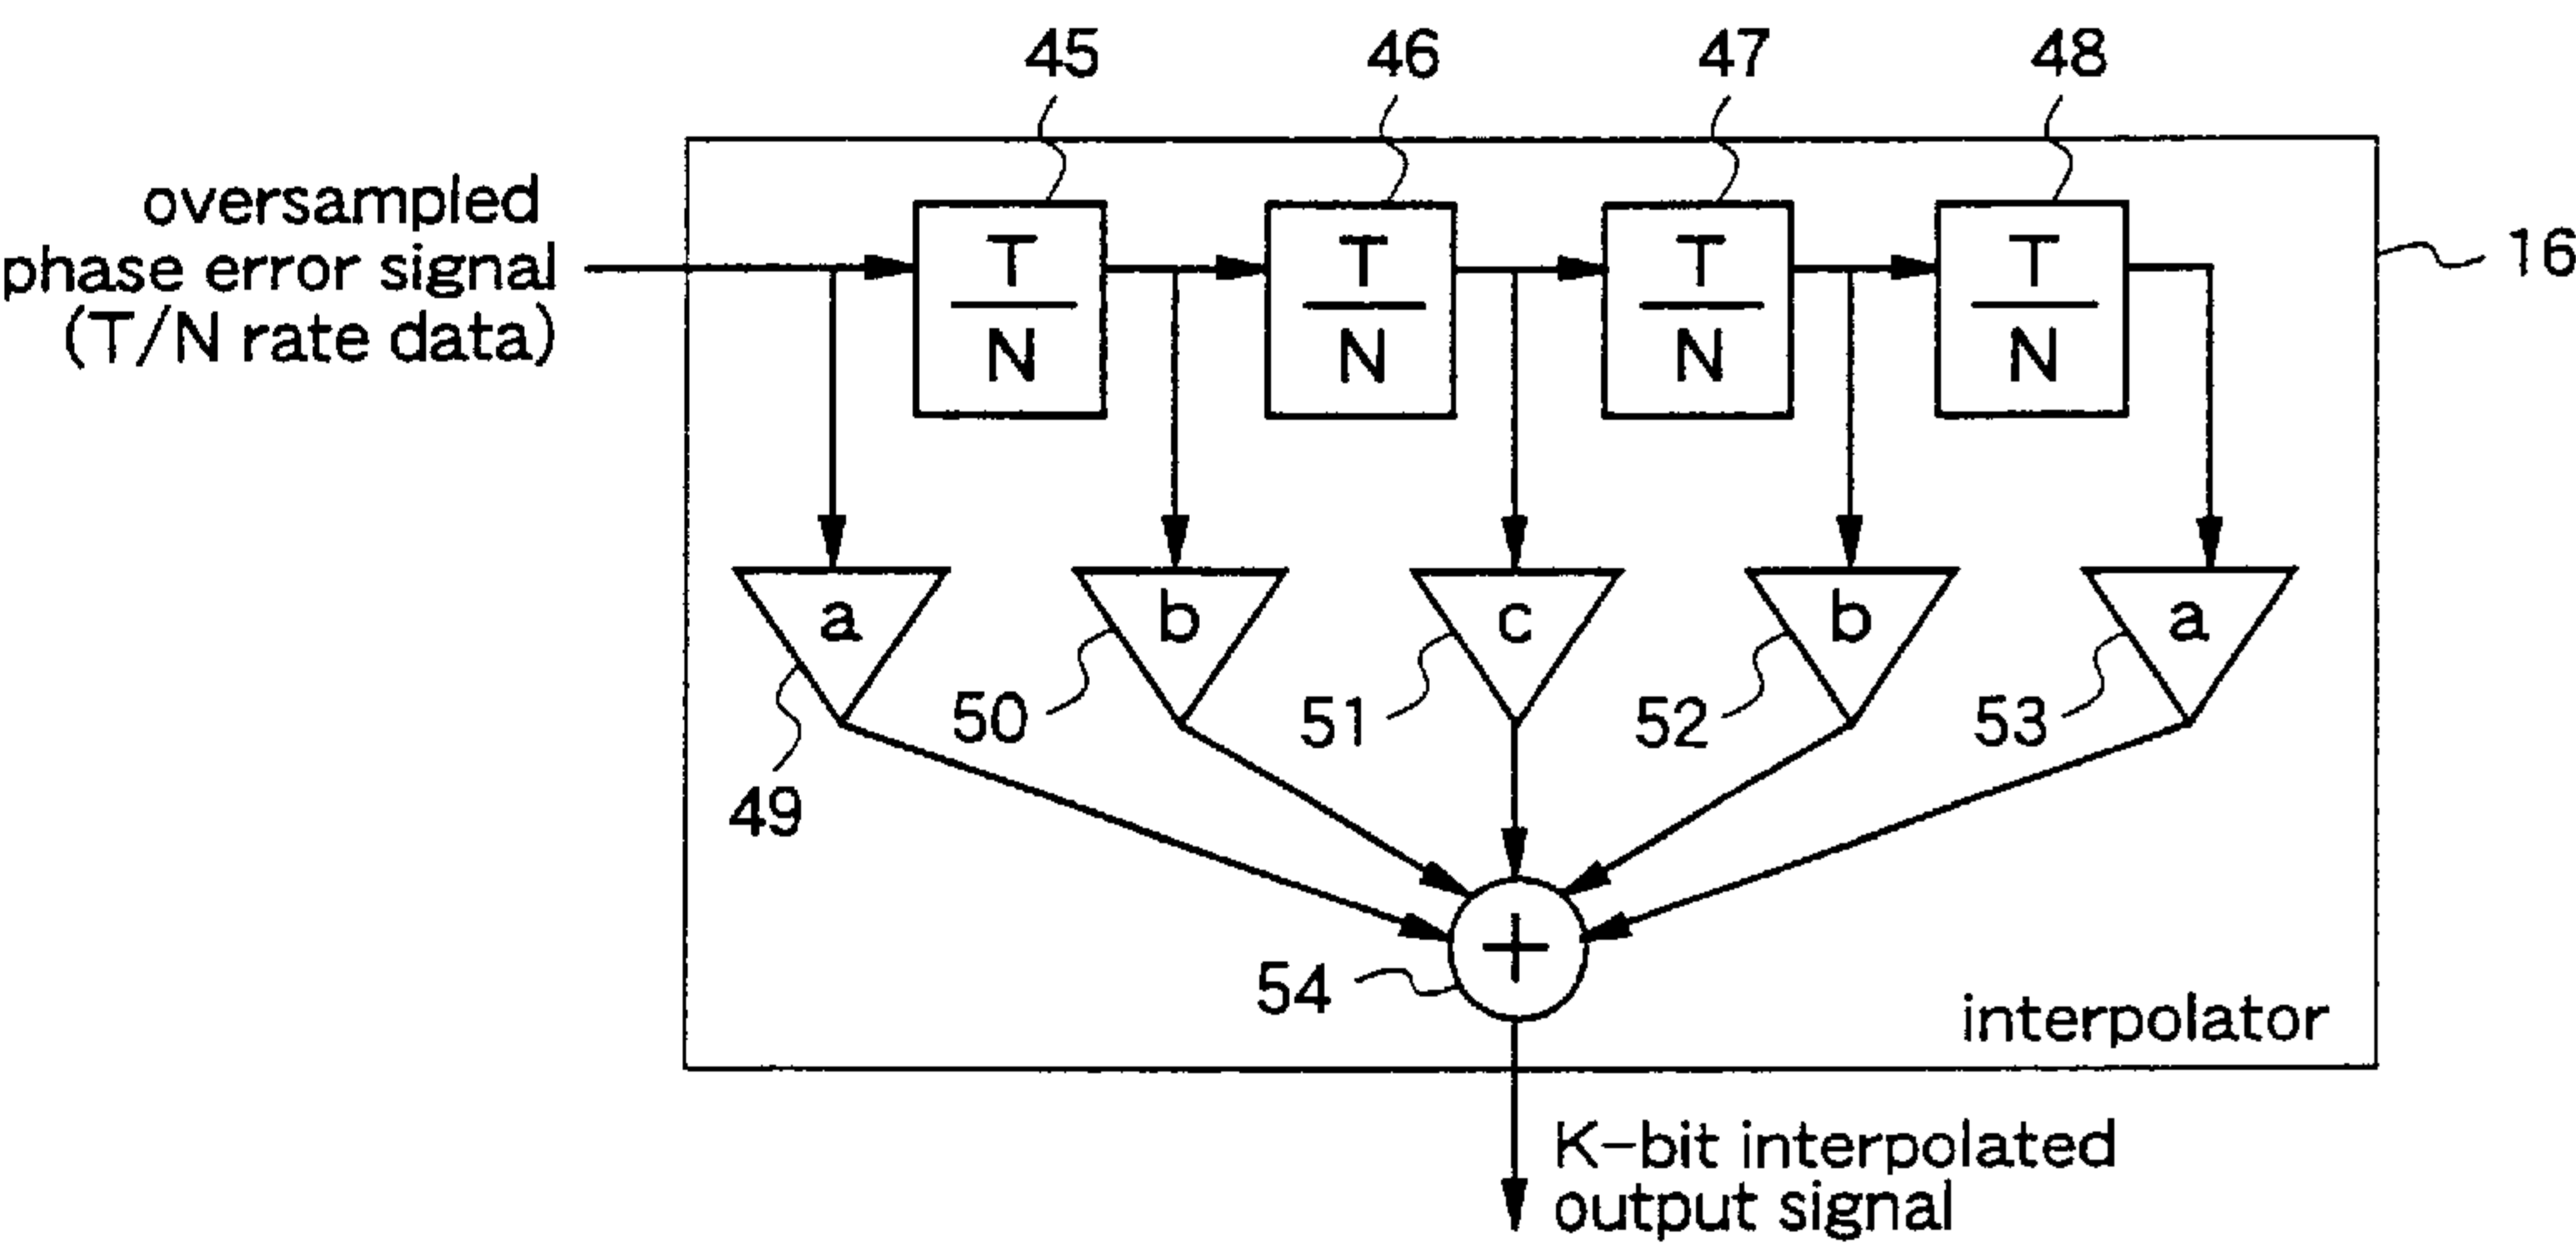 45 46 47 48
oversampled
phase error signal
(T/N rate data)
T T T T
N N N N
16
a b c b a
49 50 51 52 53
54
+
interpolator
K-bit interpolated
output signal